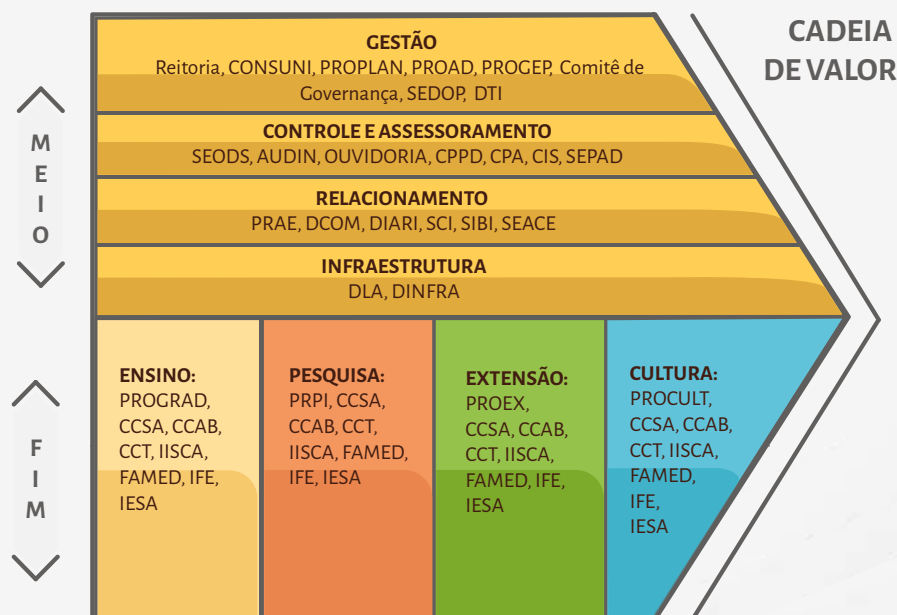 CADEIA
DE VALOR
GESTÃO
Reitoria, CONSUNI, PROPLAN, PROAD, PROGEP, Comitê de
Governança, SEDOP, DTI
CONTROLE E ASSESSORAMENTO
SEODS, AUDIN, OUVIDORIA, CPPD, CPA, CIS, SEPAD
RELACIONAMENTO
PRAE, DCOM, DIARI, SCI, SIBI, SEACE
INFRAESTRUTURA
DLA, DINFRA
MEIO
FIM
ENSINO:
PROGRAD,
CCSA, CCAB,
CCT, IISCA,
FAMED, IFE,
IESA
PESQUISA:
PRPI, CCSA,
CCAB, CCT,
IISCA, FAMED,
IFE, IESA
EXTENSÃO:
PROEX,
CCSA, CCAB,
CCT, IISCA,
FAMED, IFE,
IESA
CULTURA:
PROCULT,
CCSA, CCAB,
CCT, IISCA,
FAMED,
IFE,
IESA